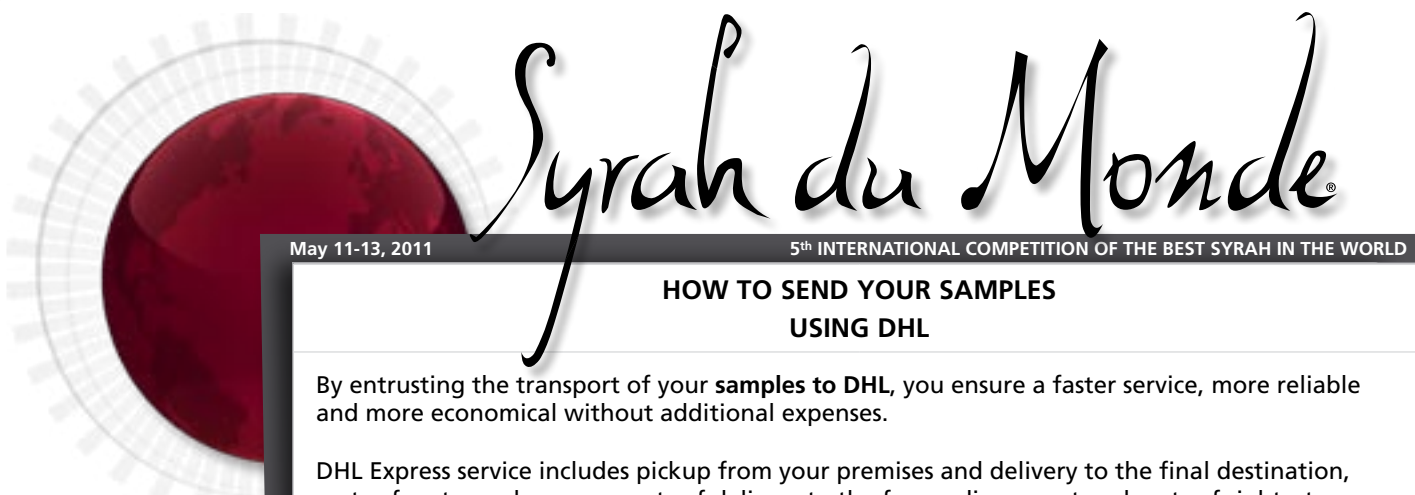 Syrah du Monde®
May 11-13, 2011 5th INTERNATIONAL COMPETITION OF THE BEST SYRAH IN THE WORLD
HOW TO SEND YOUR SAMPLES
USING DHL
By entrusting the transport of your samples to DHL, you ensure a faster service, more reliable
and more economical without additional expenses.
DHL Express service includes pickup from your premises and delivery to the final destination,